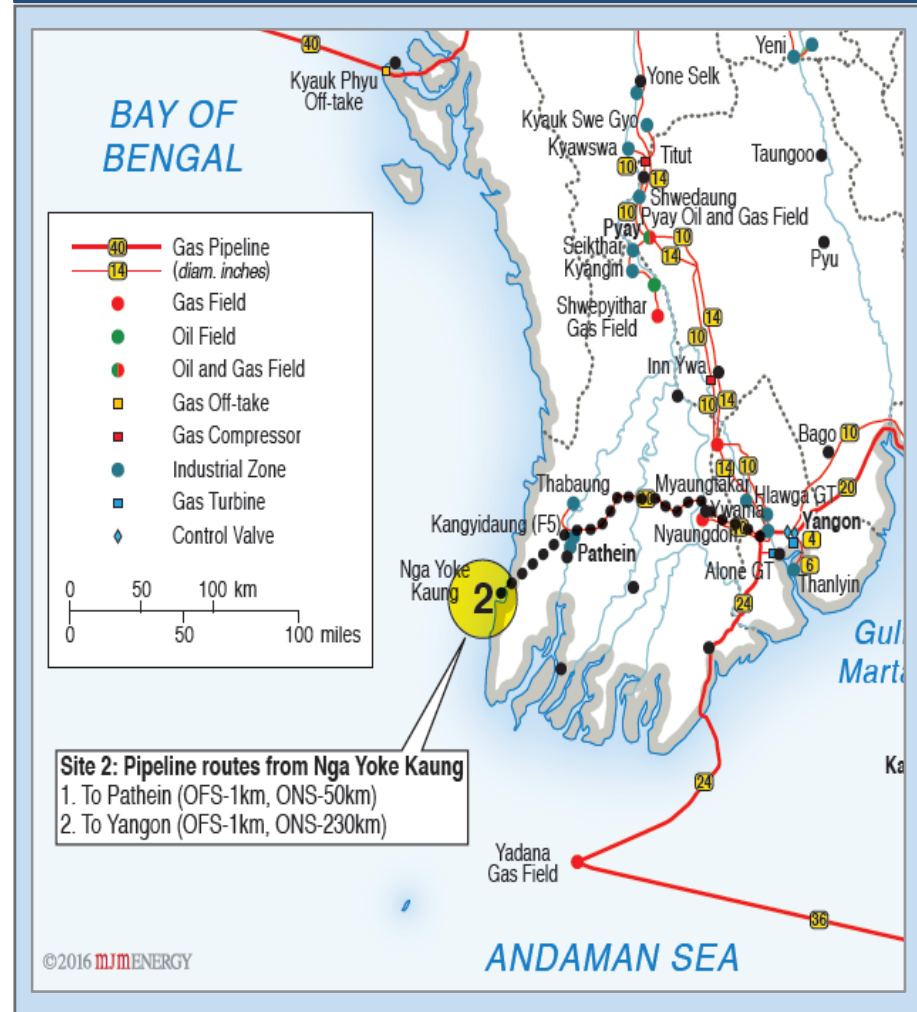 40
Kyauk Phyu
Off-take
BAY OF
BENGAL
Yeni
Yone Selk
Kyauk Swe Gyo
Kyawswa
Titut
10
14
Taungoo
Shwedaung
10
Pyay Oil and Gas Field
Pyay
10
Seikthar
14
Kyangin
Pyu
Shwepyithar
Gas Field
14
10
Inn Ywa
10
14
40
Gas Pipeline
14
(diam. inches)
Gas Field
Oil Field
Oil and Gas Field
Gas Off-take
Gas Compressor
Industrial Zone
Gas Turbine
Control Valve
0 50 100 km
0 50 100 miles
Bago
10
14
10
20
Thabaung
Myaungtakar
Hlawga GT
Ywama
Yangon
Kangyidaung (F5)
Nyaungdon
4
Pathein
Alone GT
6
Thanlyin
Nga Yoke
Kaung
2
24
Site 2: Pipeline routes from Nga Yoke Kaung
1. To Pathein (OFS-1km, ONS-50km)
2. To Yangon (OFS-1km, ONS-230km)
24
Yadana
Gas Field
36
ANDAMAN SEA
©2016 MJMENERGY